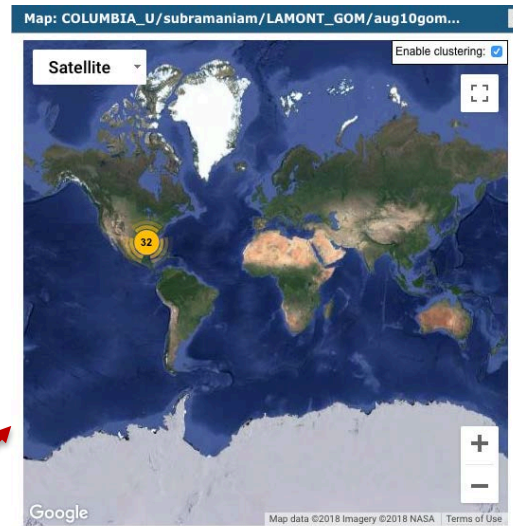 Map: COLUMBIA_U/subramaniam/LAMONT_GOM/aug10gom...
Enable clustering:
Satellite
32
+
−
Google
Map data ©2018 Imagery ©2018 NASA Terms of Use